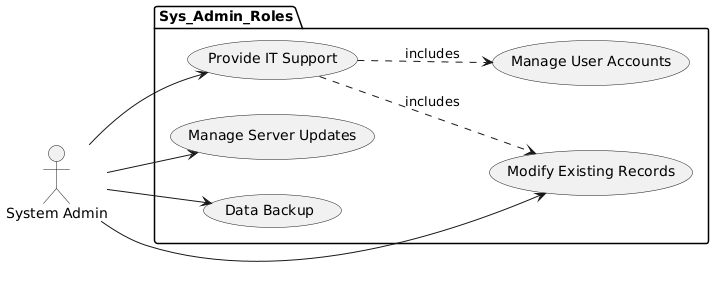 Sys_Admin_Roles
Provide IT Support
includes
Manage User Accounts
includes
Manage Server Updates
Modify Existing Records
System Admin
Data Backup